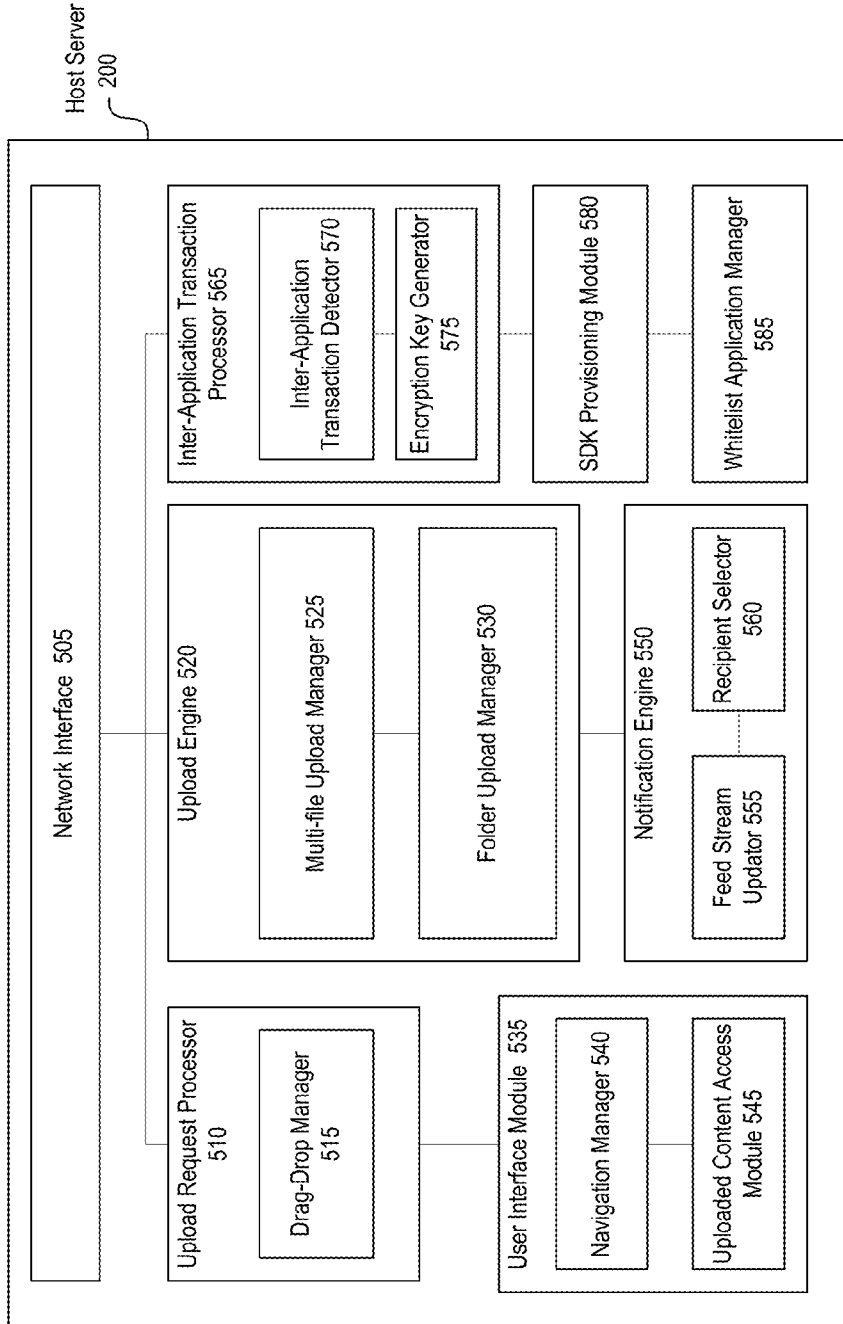 Host Server
200
Network Interface 505
Upload Request Processor
510
Drag-Drop Manager
515
User Interface Module 535
Navigation Manager 540
Uploaded Content Access
Module 545
Upload Engine 520
Multi-file Upload Manager 525
Folder Upload Manager 530
Notification Engine 550
Feed Stream
Updator 555
Recipient Selector
560
Inter-Application Transaction
Processor 565
Inter-Application
Transaction Detector 570
Encryption Key Generator
575
SDK Provisioning Module 580
Whitelist Application Manager
585